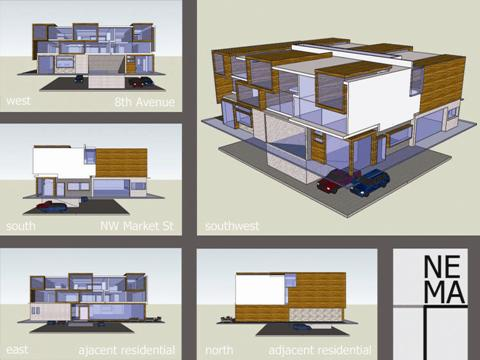 west 8th Avenue
south NW Market St
southwest
east ajacent residential
north adjacent residential
NE
MA